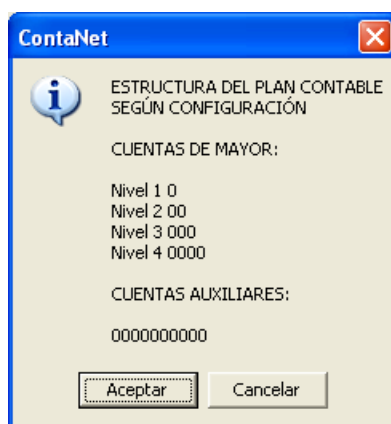 ContaNet
ESTRUCTURA DEL PLAN CONTABLE
SEGÚN CONFIGURACIÓN
CUENTAS DE MAYOR:
Nivel 1 0
Nivel 2 00
Nivel 3 000
Nivel 4 0000
CUENTAS AUXILIARES:
0000000000
Aceptar
Cancelar